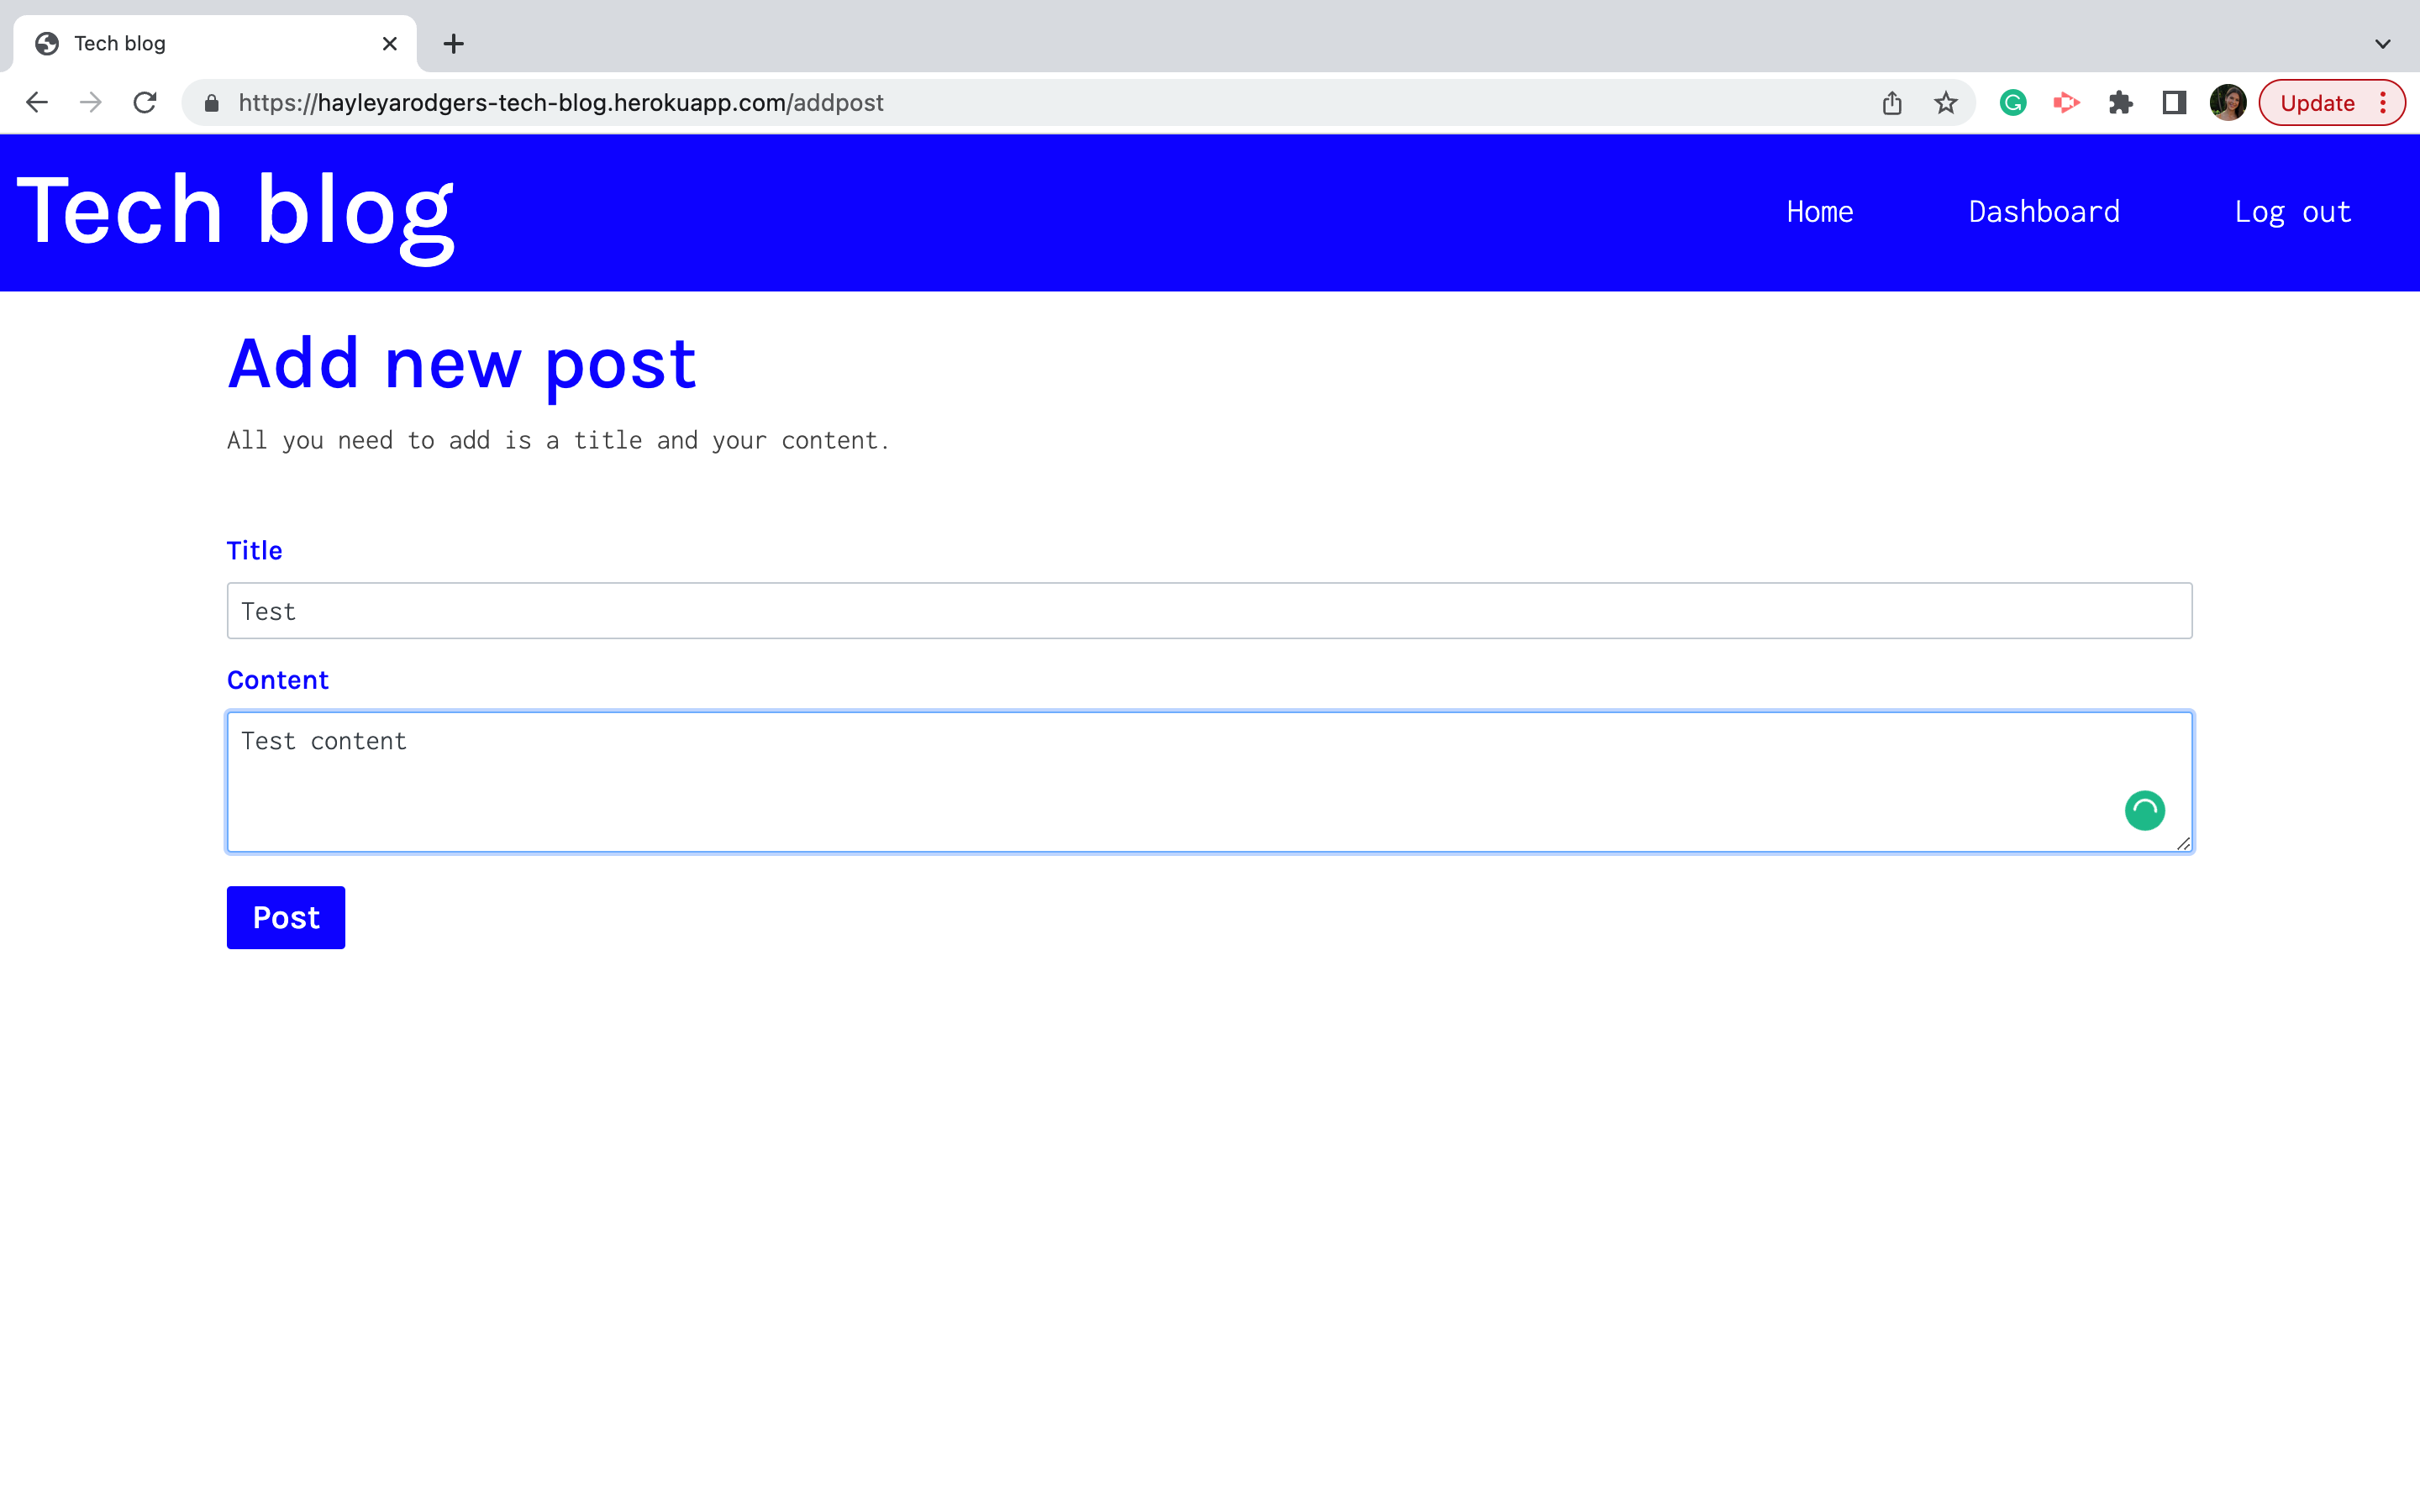 Tech blog
https://hayleyarodgers-tech-blog.herokuapp.com/addpost
Update
Tech blog
Home
Dashboard
Log out
Add new post
All you need to add is a title and your content.
Title
Test
Content
Test content
Post